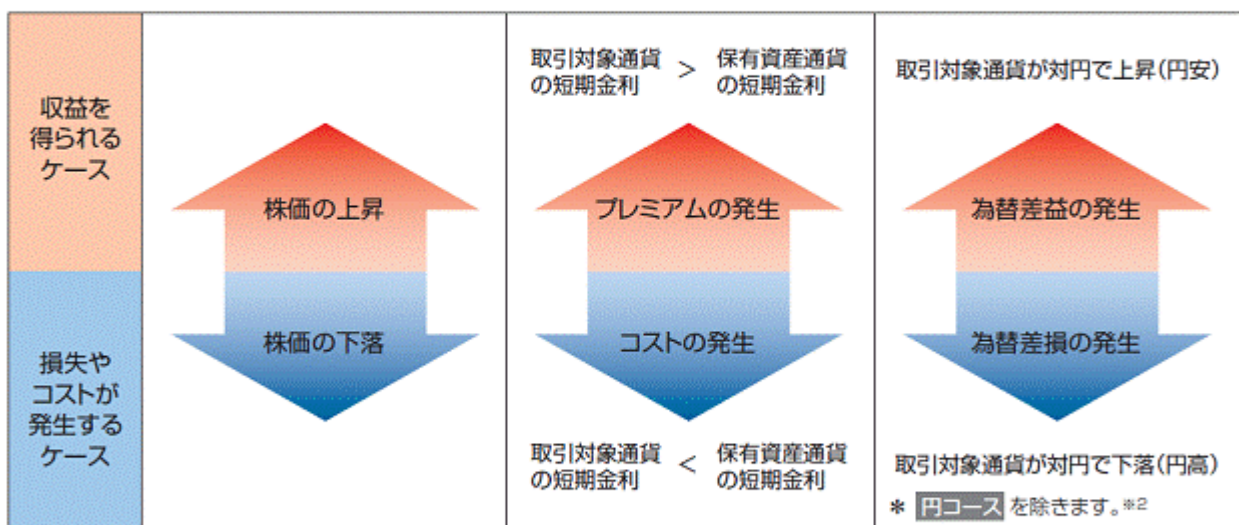 収益を
得られる
ケース
損失や
コストが
発生する
ケース
株価の上昇
株価の下落
取引対象通貨
の短期金利
>
保有資産通貨
の短期金利
プレミアムの発生
コストの発生
取引対象通貨
の短期金利
<
保有資産通貨
の短期金利
取引対象通貨が対円で上昇(円安)
為替差益の発生
為替差損の発生
取引対象通貨が対円で下落(円高)
* 円コース を除きます。※2